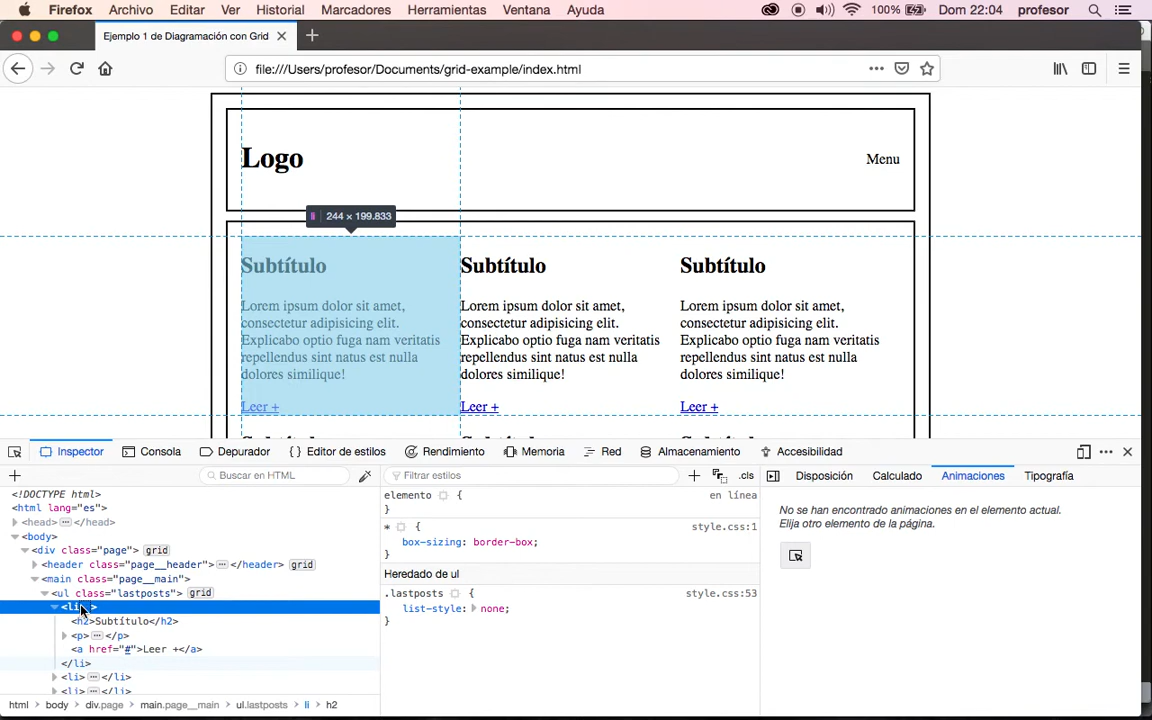 Firefox Archivo Editar Ver Historial Marcadores Herramientas Ventana Ayuda 100% Dom 22:04 profesor
Ejemplo 1 de Diagramación con Grid
file:///Users/profesor/Documents/grid-example/index.html
Logo Menu
li 244 × 199.833
Subtítulo Subtítulo Subtítulo
Lorem ipsum dolor sit amet, Lorem ipsum dolor sit amet, Lorem ipsum dolor sit amet,
consectetur adipisicing elit. consectetur adipisicing elit. consectetur adipisicing elit.
Explicabo optio fuga nam veritatis Explicabo optio fuga nam veritatis Explicabo optio fuga nam veritatis
repellendus sint natus est nulla repellendus sint natus est nulla repellendus sint natus est nulla
dolores similique! dolores similique! dolores similique!
Leer + Leer + Leer +
Inspector Consola Depurador Editor de estilos Rendimiento Memoria Red Almacenamiento Accesibilidad
Buscar en HTML Filtrar estilos .cls Disposición Calculado Animaciones Tipografía
<!DOCTYPE html>
<html lang="es">
<head> </head>
<body>
<div class="page"> grid
<header class="page__header"> </header> grid
<main class="page__main">
<ul class="lastposts"> grid
<li>
<h2>Subtítulo</h2>
<p> </p>
<a href="#">Leer +</a>
</li>
<li> </li>
<li> </li>
html body div.page main.page__main ul.lastposts li h2
elemento { en línea
}
* { style.css:1
box-sizing: border-box;
}
Heredado de ul
.lastposts { style.css:53
list-style: none;
}
No se han encontrado animaciones en el elemento actual.
Elija otro elemento de la página.